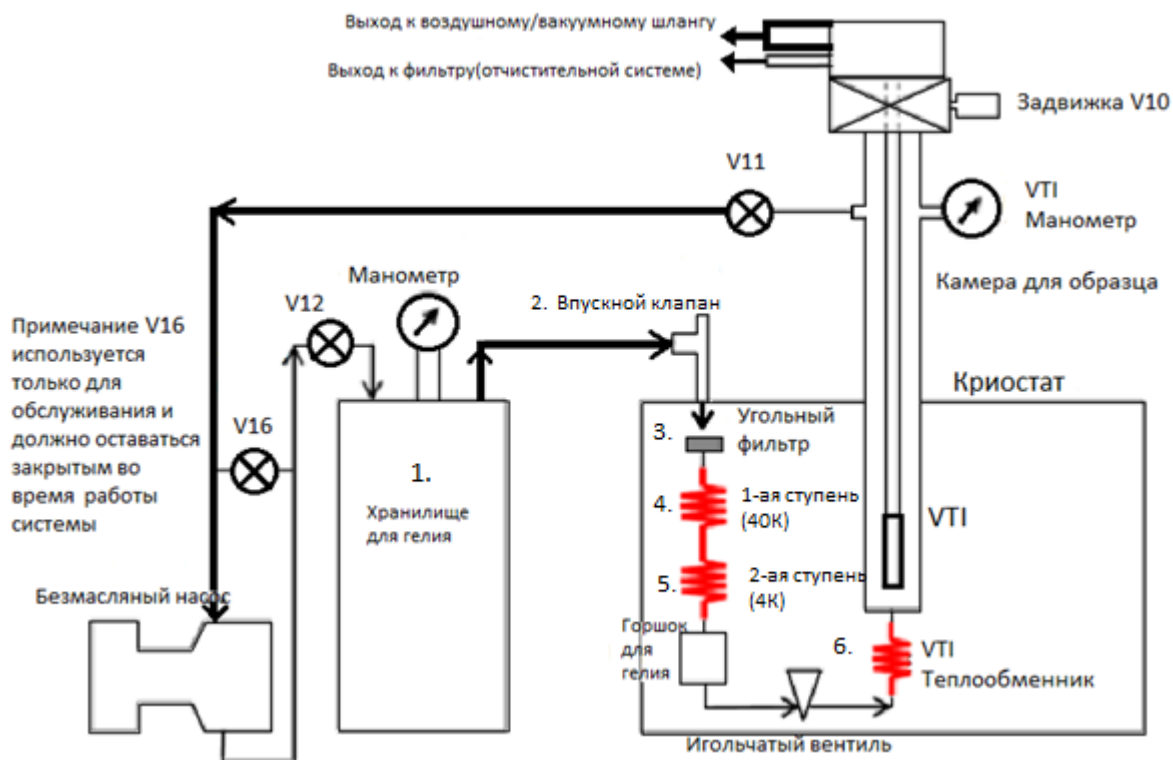 Выход к воздушному/вакуумному шлангу
Выход к фильтру(отчистительной системе)
Задвижка V10
V11
VTI
Манометр
Камера для образца
Манометр
V12
2. Впускной клапан
Примечание V16
используется
только для
обслуживания и
должно оставаться
закрытым во
время работы
системы
V16
Криостат
1.
Хранилище
для гелия
3.
Угольный
фильтр
4.
1-ая ступень
(40К)
5.
2-ая ступень
(4К)
VTI
Безмасляный насос
Горшок
для
гелия
6.
VTI
Теплообменник
Игольчатый вентиль